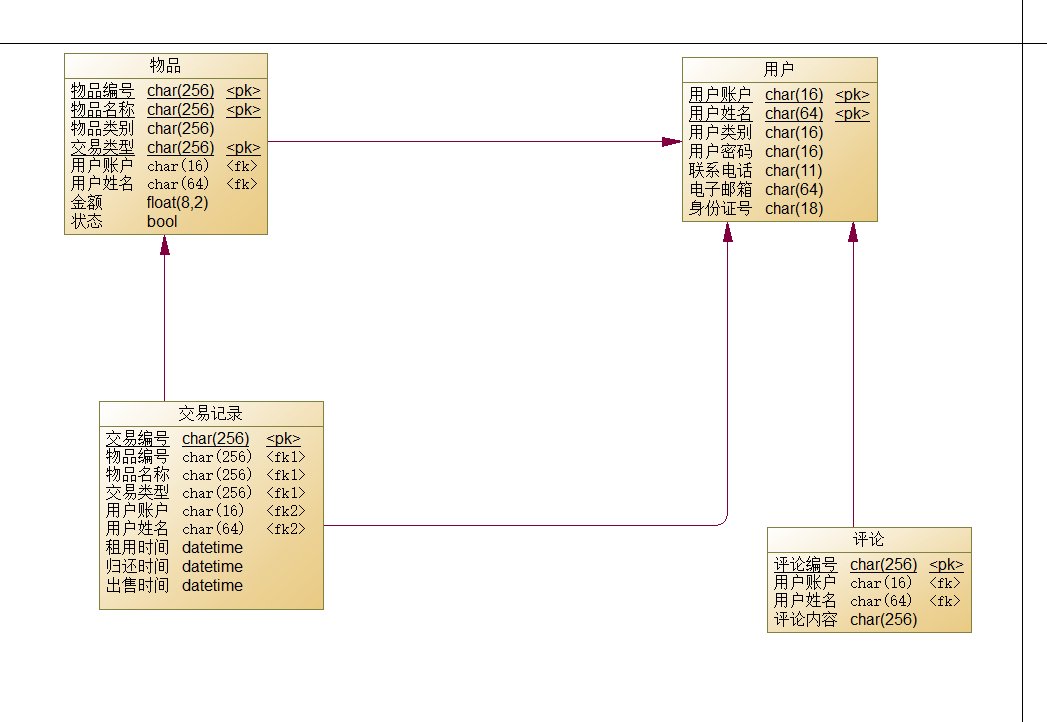 物品
物品编号 char(256) <pk>
物品名称 char(256) <pk>
物品类别 char(256)
交易类型 char(256) <pk>
用户账户 char(16) <fk>
用户姓名 char(64) <fk>
金额 float(8,2)
状态 bool
用户
用户账户 char(16) <pk>
用户姓名 char(64) <pk>
用户类别 char(16)
用户密码 char(16)
联系电话 char(11)
电子邮箱 char(64)
身份证号 char(18)
交易记录
交易编号 char(256) <pk>
物品编号 char(256) <fk1>
物品名称 char(256) <fk1>
交易类型 char(256) <fk1>
用户账户 char(16) <fk2>
用户姓名 char(64) <fk2>
租用时间 datetime
归还时间 datetime
出售时间 datetime
评论
评论编号 char(256) <pk>
用户账户 char(16) <fk>
用户姓名 char(64) <fk>
评论内容 char(256)